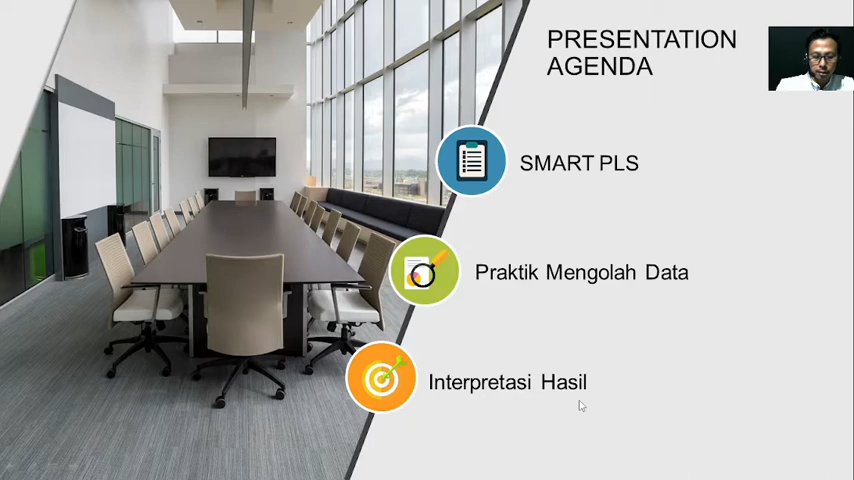 PRESENTATION
AGENDA
SMART PLS
Praktik Mengolah Data
Interpretasi Hasil